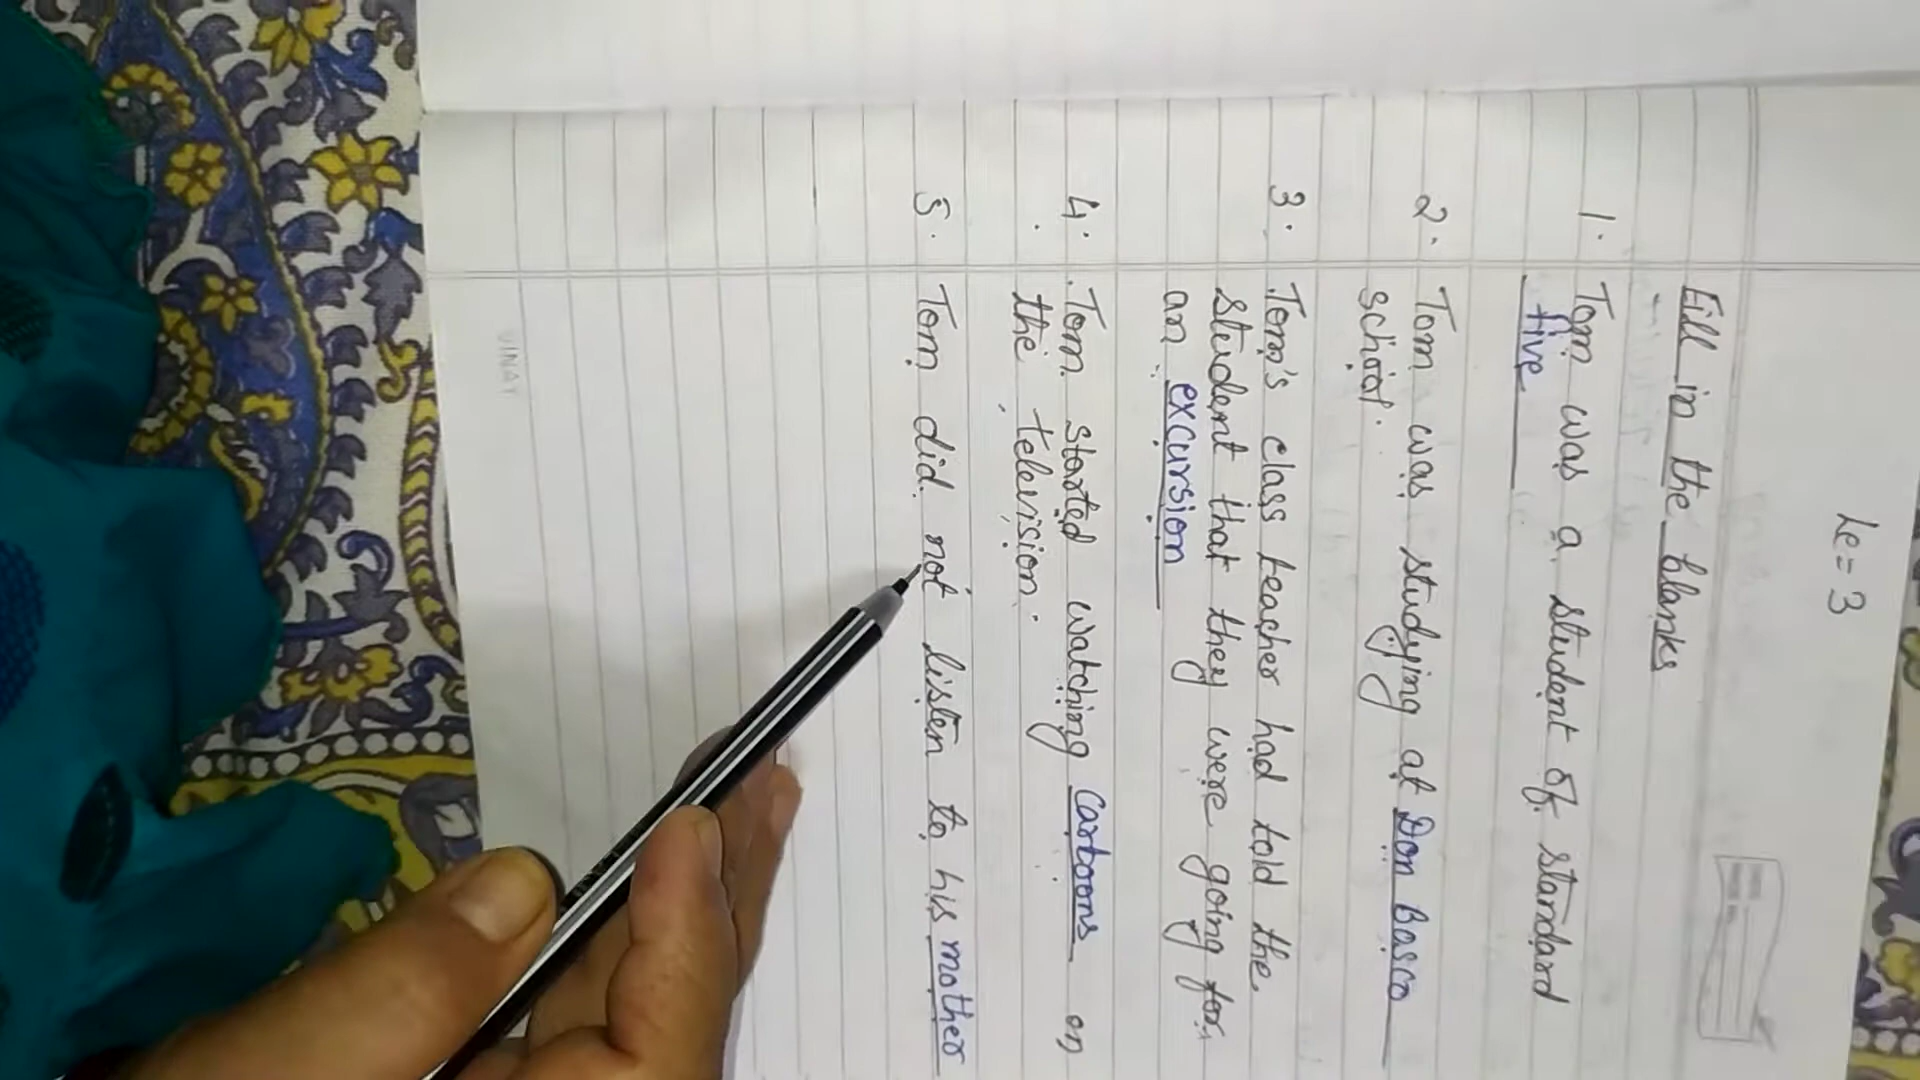 Le = 3
Fill in the blanks
1. Tom was a student of standard
five
2. Tom was studying at Don Basco
school.
3. Tom's class teacher had told the
student that they were going for
an excursion
4. Tom started watching cartoons on
the television.
5. Tom did not listen to his mother
VINAY